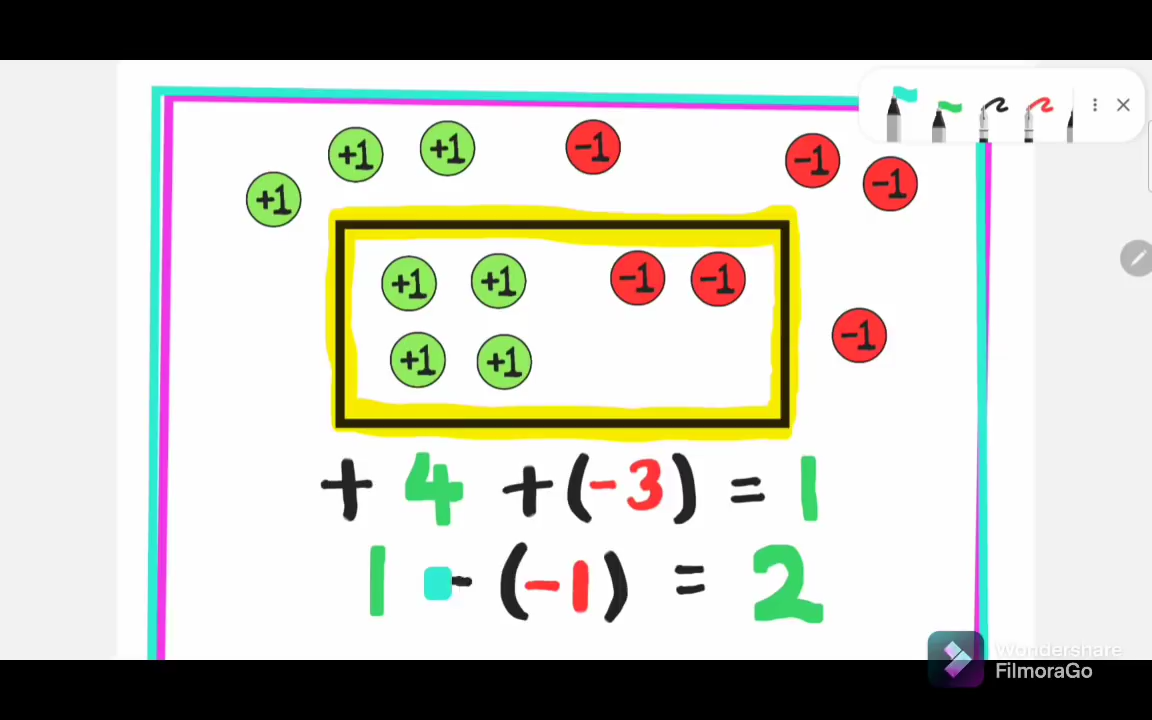 +1 +1 -1 -1
+1 -1
+1 +1 -1 -1
+1 +1 -1
+ 4 +(-3) = 1
1 - (-1) = 2
Wondershare
FilmoraGo